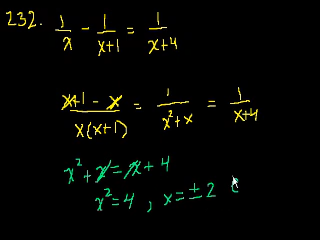 232. 1/x - 1/(x+1) = 1/(x+4)
(x+1-x)/(x(x+1)) = 1/(x²+x) = 1/(x+4)
x² + x = x + 4
x² = 4 , x = ± 2